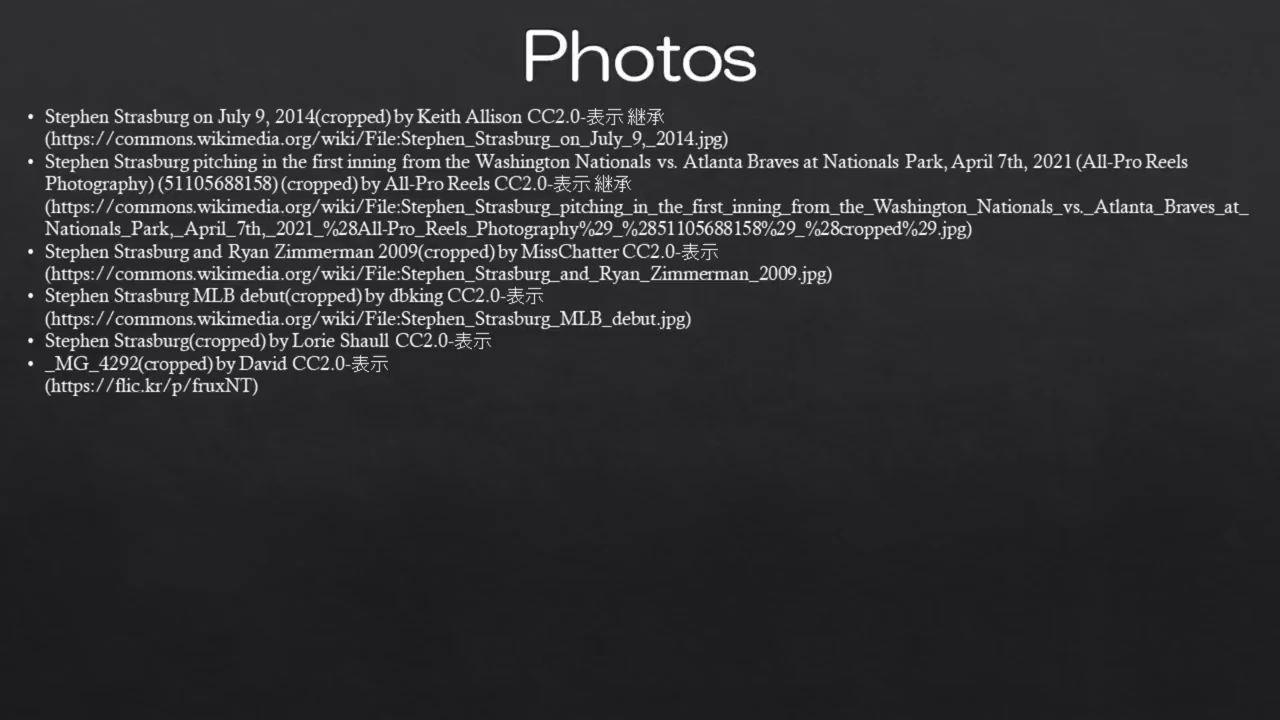 Photos
• Stephen Strasburg on July 9, 2014(cropped) by Keith Allison CC2.0-表示 継承
(https://commons.wikimedia.org/wiki/File:Stephen_Strasburg_on_July_9,_2014.jpg)
• Stephen Strasburg pitching in the first inning from the Washington Nationals vs. Atlanta Braves at Nationals Park, April 7th, 2021 (All-Pro Reels
Photography) (51105688158) (cropped) by All-Pro Reels CC2.0-表示 継承
(https://commons.wikimedia.org/wiki/File:Stephen_Strasburg_pitching_in_the_first_inning_from_the_Washington_Nationals_vs._Atlanta_Braves_at_
Nationals_Park,_April_7th,_2021_%28All-Pro_Reels_Photography%29_%2851105688158%29_%28cropped%29.jpg)
• Stephen Strasburg and Ryan Zimmerman 2009(cropped) by MissChatter CC2.0-表示
(https://commons.wikimedia.org/wiki/File:Stephen_Strasburg_and_Ryan_Zimmerman_2009.jpg)
• Stephen Strasburg MLB debut(cropped) by dbking CC2.0-表示
(https://commons.wikimedia.org/wiki/File:Stephen_Strasburg_MLB_debut.jpg)
• Stephen Strasburg(cropped) by Lorie Shaull CC2.0-表示
• _MG_4292(cropped) by David CC2.0-表示
(https://flic.kr/p/fruxNT)